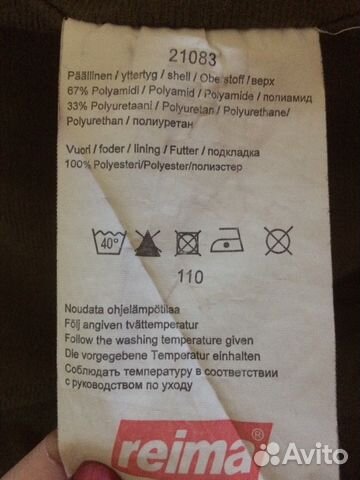 21083
Päällinen / yttertyg / shell / Obe stoff / верх
67% Polyamidi / Polyamid / Polyamide / полиамид
33% Polyuretaani / Polyuretan / Polyurethane/
Polyurethan / полиуретан
Vuori / foder / lining / Futter / подкладка
100% Polyesteri/Polyester/полиэстер
40°
110
Noudata ohjelämpötilaa
Följ angiven tvättemperatur
Follow the washing temperature given
Die vorgegebene Temperatur einhalten
Соблюдать температуру в соответствии
с руководством по уходу
reima®
Avito